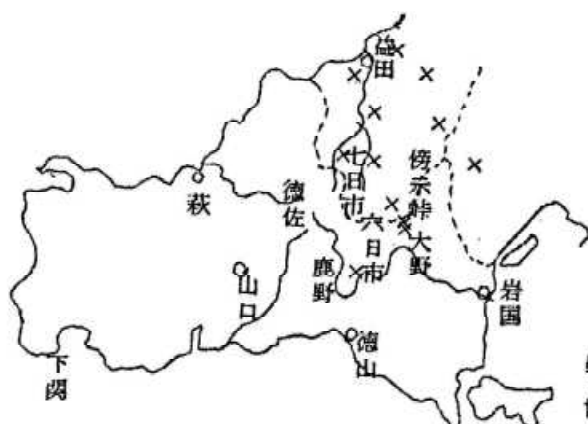 益田
七日市
傍示峠
徳佐
萩
六日市
大野
鹿野
山口
岩国
徳山
下関